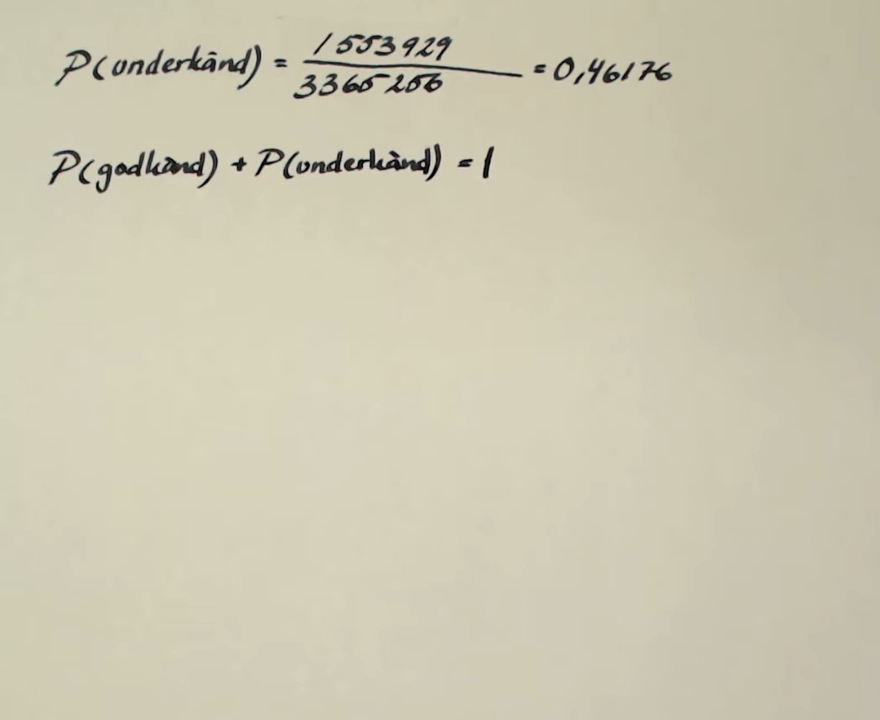 P(underkänd) = 1553929 / 3365256 = 0,46176
P(godkänd) + P(underkänd) = 1